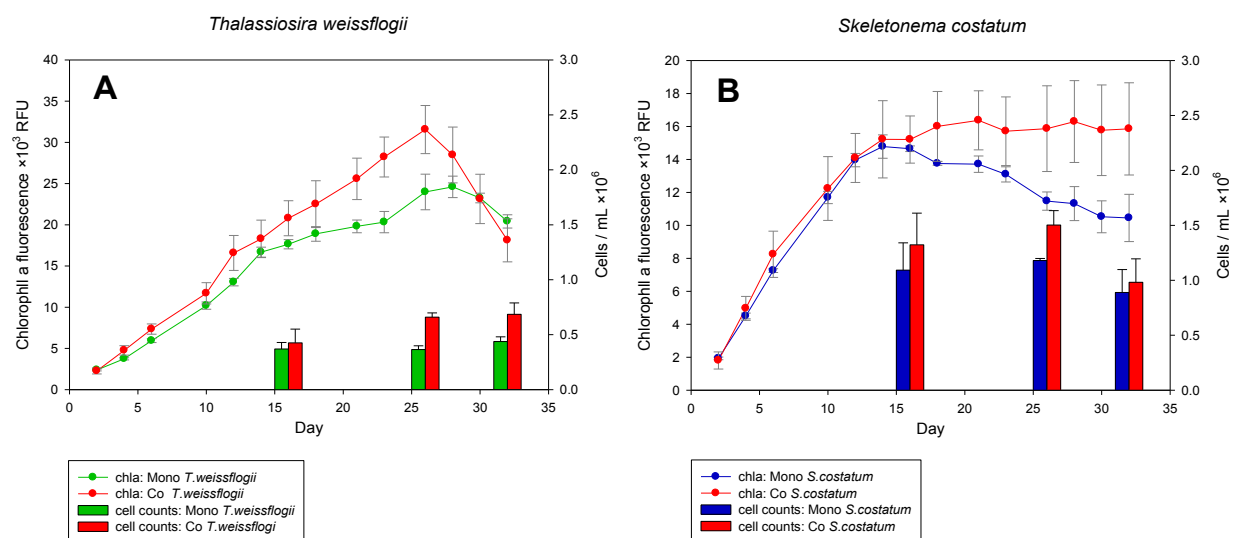 Thalassiosira weissflogii
Skeletonema costatum
A
Chlorophyll a fluorescence ×10³ RFU
40
35
30
25
20
15
10
5
0
3.0
2.5
2.0
1.5
1.0
0.5
0.0
Cells / mL ×10⁶
0 5 10 15 20 25 30 35
Day
B
Chlorophyll a fluorescence ×10³ RFU
20
18
16
14
12
10
8
6
4
2
0
3.0
2.5
2.0
1.5
1.0
0.5
0.0
Cells / mL ×10⁶
0 5 10 15 20 25 30 35
Day
chla: Mono T.weissflogii
chla: Co T.weissflogii
cell counts: Mono T.weissflogii
cell counts: Co T.weissflogi
chla: Mono S.costatum
chla: Co S.costatum
cell counts: Mono S.costatum
cell counts: Co S.costatum